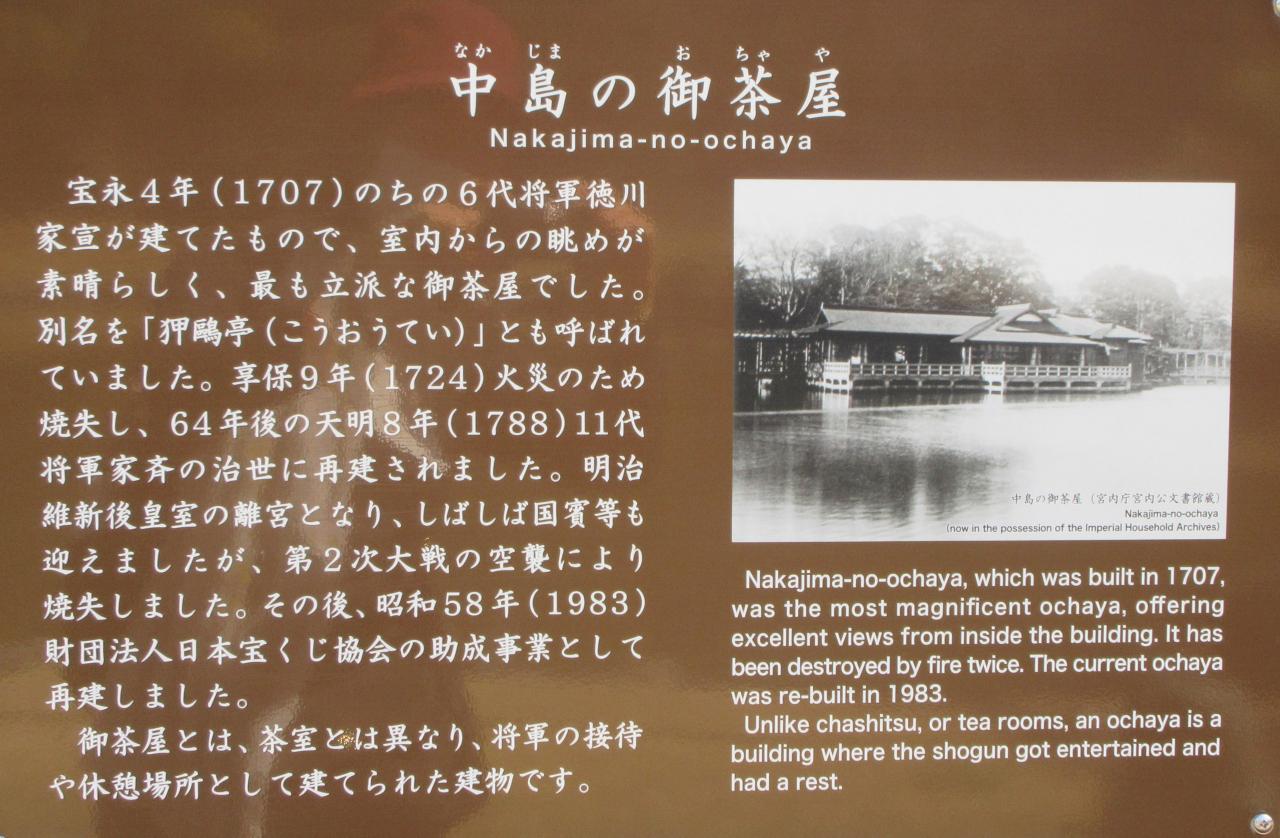 なか じま お ちゃ や
中島の御茶屋
Nakajima-no-ochaya
宝永4年(1707)のちの6代将軍徳川
家宣が建てたもので、室内からの眺めが
素晴らしく、最も立派な御茶屋でした。
別名を「狎鷗亭(こうおうてい)」とも呼ばれ
ていました。享保9年(1724)火災のため
焼失し、64年後の天明8年(1788)11代
将軍家斉の治世に再建されました。明治
維新後皇室の離宮となり、しばしば国賓等も
迎えましたが、第2次大戦の空襲により
焼失しました。その後、昭和58年(1983)
財団法人日本宝くじ協会の助成事業として
再建しました。
御茶屋とは、茶室とは異なり、将軍の接待
や休憩場所として建てられた建物です。
中島の御茶屋(宮内庁宮内公文書館蔵)
Nakajima-no-ochaya
(now in the possession of the Imperial Household Archives)
Nakajima-no-ochaya, which was built in 1707,
was the most magnificent ochaya, offering
excellent views from inside the building. It has
been destroyed by fire twice. The current ochaya
was re-built in 1983.
Unlike chashitsu, or tea rooms, an ochaya is a
building where the shogun got entertained and
had a rest.